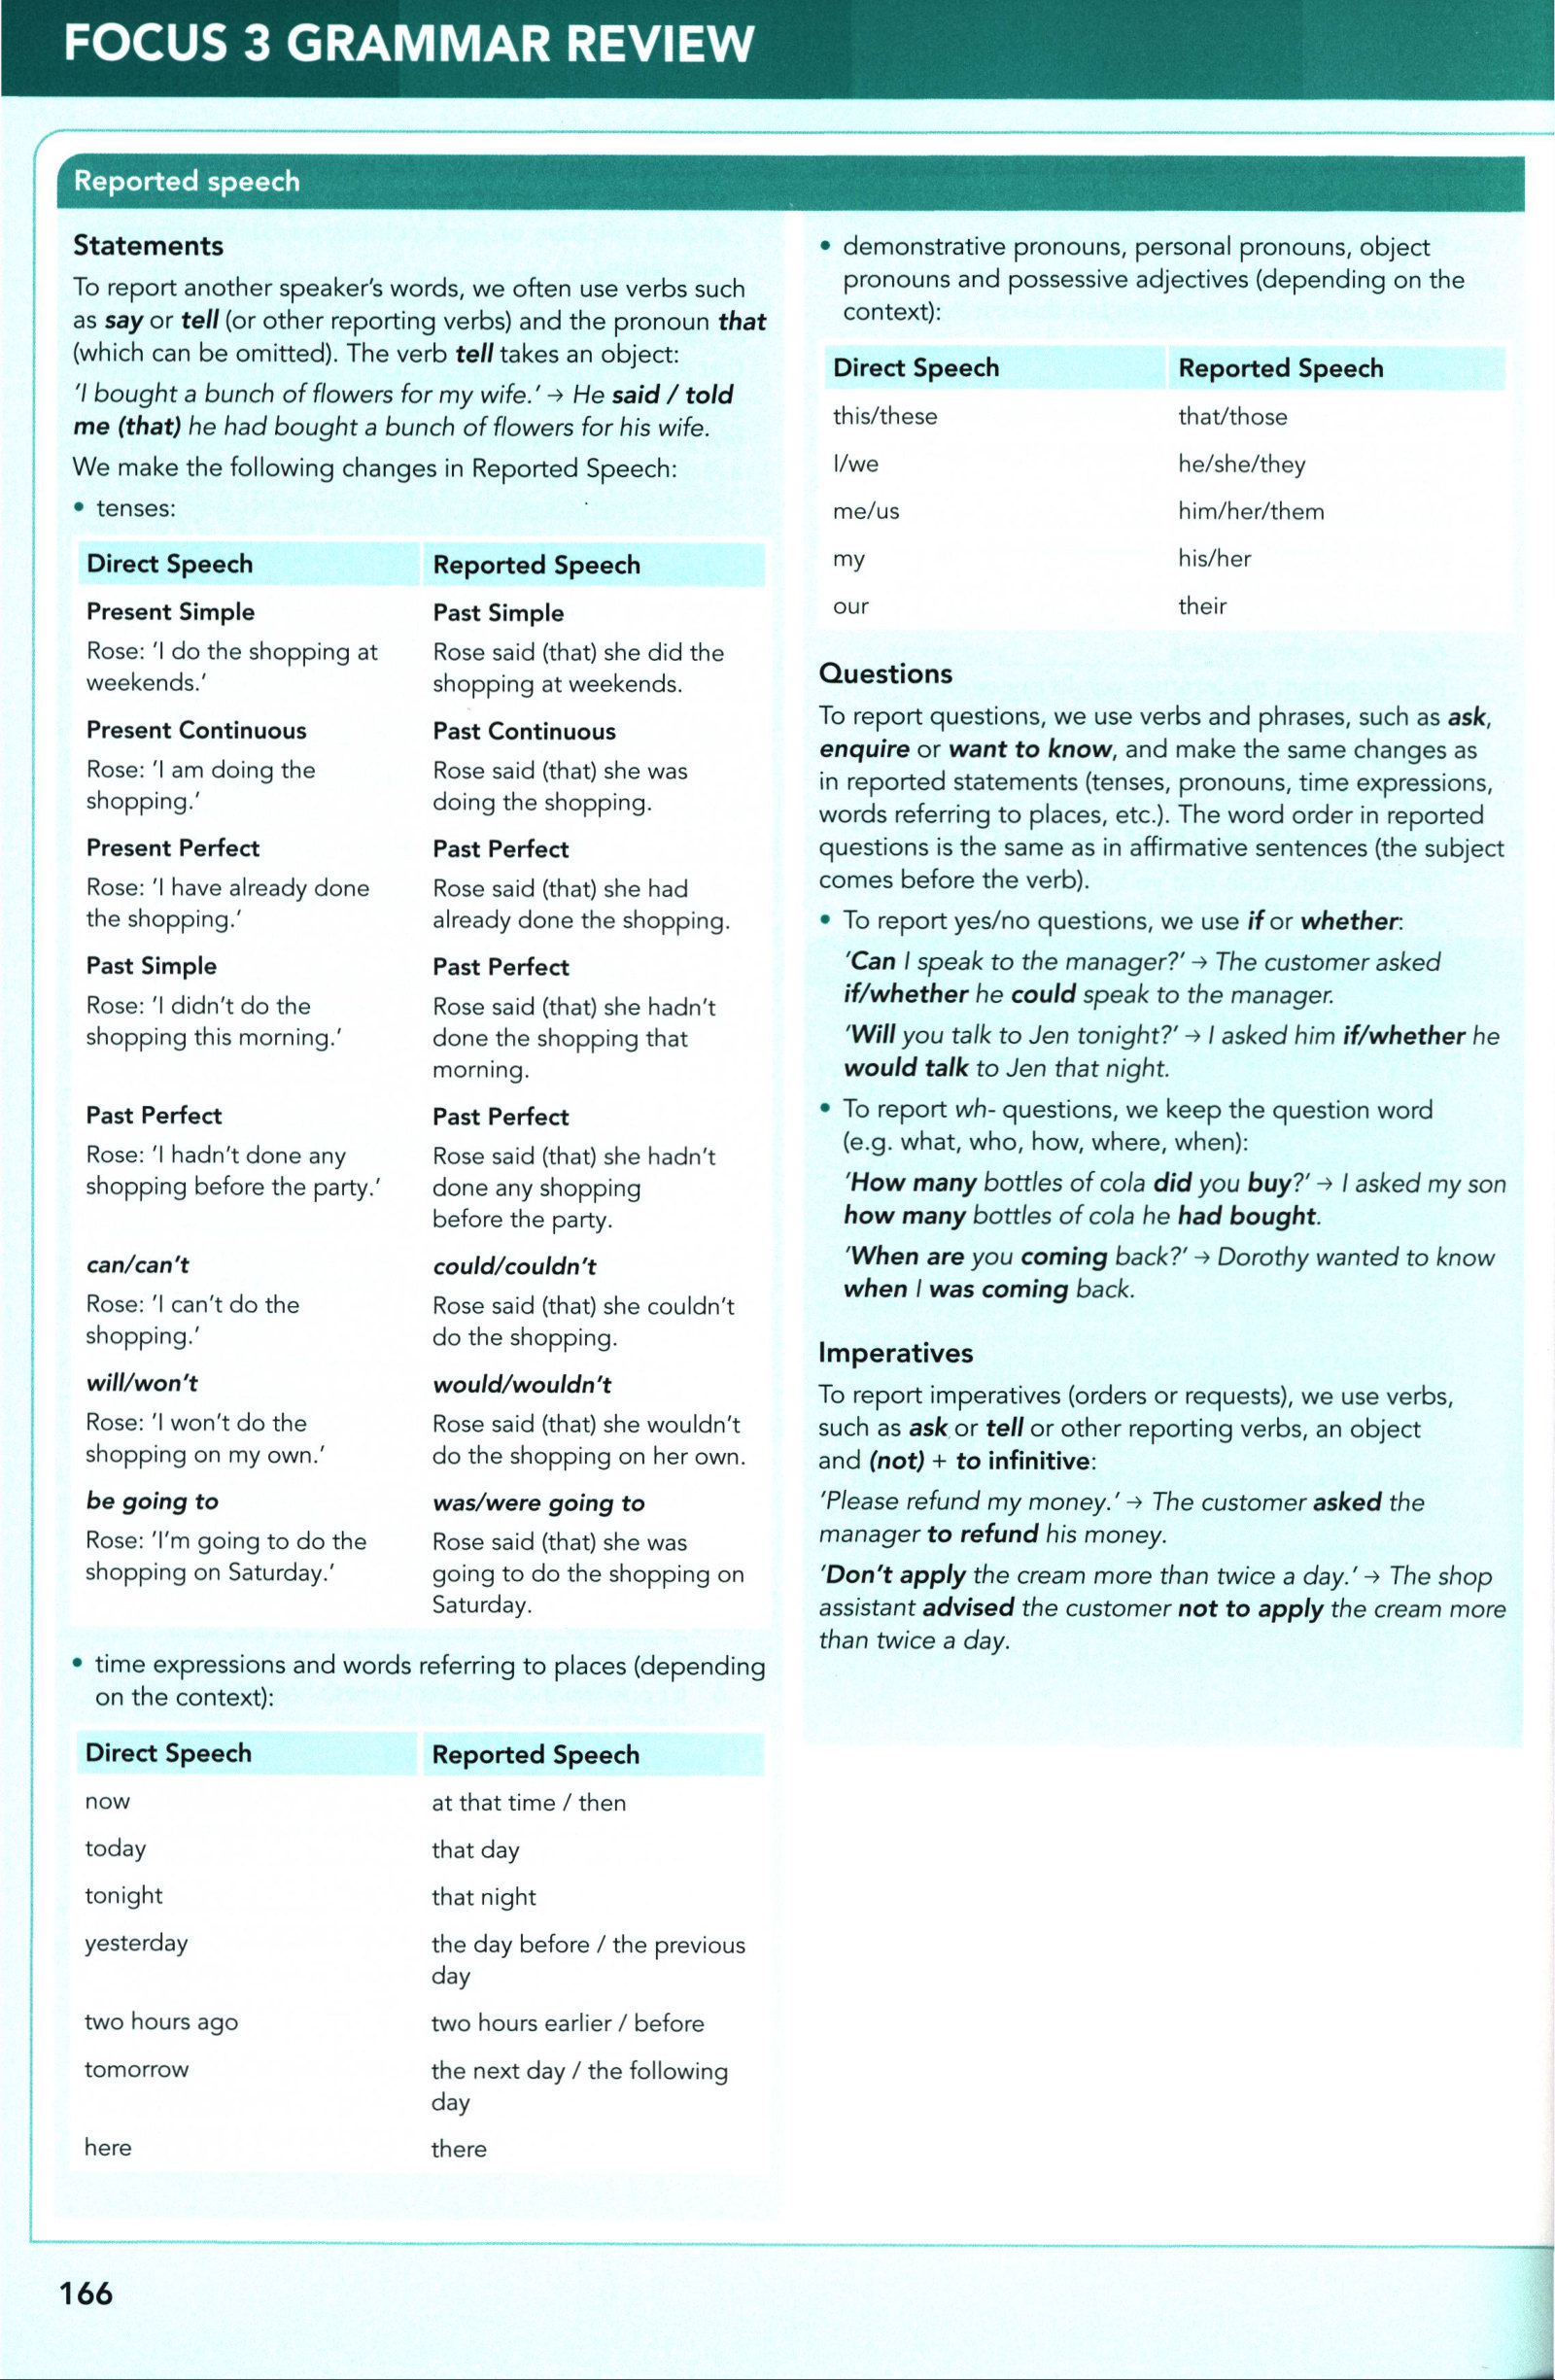 FOCUS 3 GRAMMAR REVIEW
Reported speech
Statements
To report another speaker's words, we often use verbs such
as say or tell (or other reporting verbs) and the pronoun that
(which can be omitted). The verb tell takes an object:
'I bought a bunch of flowers for my wife.' → He said / told
me (that) he had bought a bunch of flowers for his wife.
We make the following changes in Reported Speech:
• tenses:
Direct Speech Reported Speech
Present Simple Past Simple
Rose: 'I do the shopping at Rose said (that) she did the
weekends.' shopping at weekends.
Present Continuous Past Continuous
Rose: 'I am doing the Rose said (that) she was
shopping.' doing the shopping.
Present Perfect Past Perfect
Rose: 'I have already done Rose said (that) she had
the shopping.' already done the shopping.
Past Simple Past Perfect
Rose: 'I didn't do the Rose said (that) she hadn't
shopping this morning.' done the shopping that
morning.
Past Perfect Past Perfect
Rose: 'I hadn't done any Rose said (that) she hadn't
shopping before the party.' done any shopping
before the party.
can/can't could/couldn't
Rose: 'I can't do the Rose said (that) she couldn't
shopping.' do the shopping.
will/won't would/wouldn't
Rose: 'I won't do the Rose said (that) she wouldn't
shopping on my own.' do the shopping on her own.
be going to was/were going to
Rose: 'I'm going to do the Rose said (that) she was
shopping on Saturday.' going to do the shopping on
Saturday.
• time expressions and words referring to places (depending
on the context):
Direct Speech Reported Speech
now at that time / then
today that day
tonight that night
yesterday the day before / the previous
day
two hours ago two hours earlier / before
tomorrow the next day / the following
day
here there
• demonstrative pronouns, personal pronouns, object
pronouns and possessive adjectives (depending on the
context):
Direct Speech Reported Speech
this/these that/those
I/we he/she/they
me/us him/her/them
my his/her
our their
Questions
To report questions, we use verbs and phrases, such as ask,
enquire or want to know, and make the same changes as
in reported statements (tenses, pronouns, time expressions,
words referring to places, etc.). The word order in reported
questions is the same as in affirmative sentences (the subject
comes before the verb).
• To report yes/no questions, we use if or whether:
'Can I speak to the manager?' → The customer asked
if/whether he could speak to the manager.
'Will you talk to Jen tonight?' → I asked him if/whether he
would talk to Jen that night.
• To report wh- questions, we keep the question word
(e.g. what, who, how, where, when):
'How many bottles of cola did you buy?' → I asked my son
how many bottles of cola he had bought.
'When are you coming back?' → Dorothy wanted to know
when I was coming back.
Imperatives
To report imperatives (orders or requests), we use verbs,
such as ask or tell or other reporting verbs, an object
and (not) + to infinitive:
'Please refund my money.' → The customer asked the
manager to refund his money.
'Don't apply the cream more than twice a day.' → The shop
assistant advised the customer not to apply the cream more
than twice a day.
166